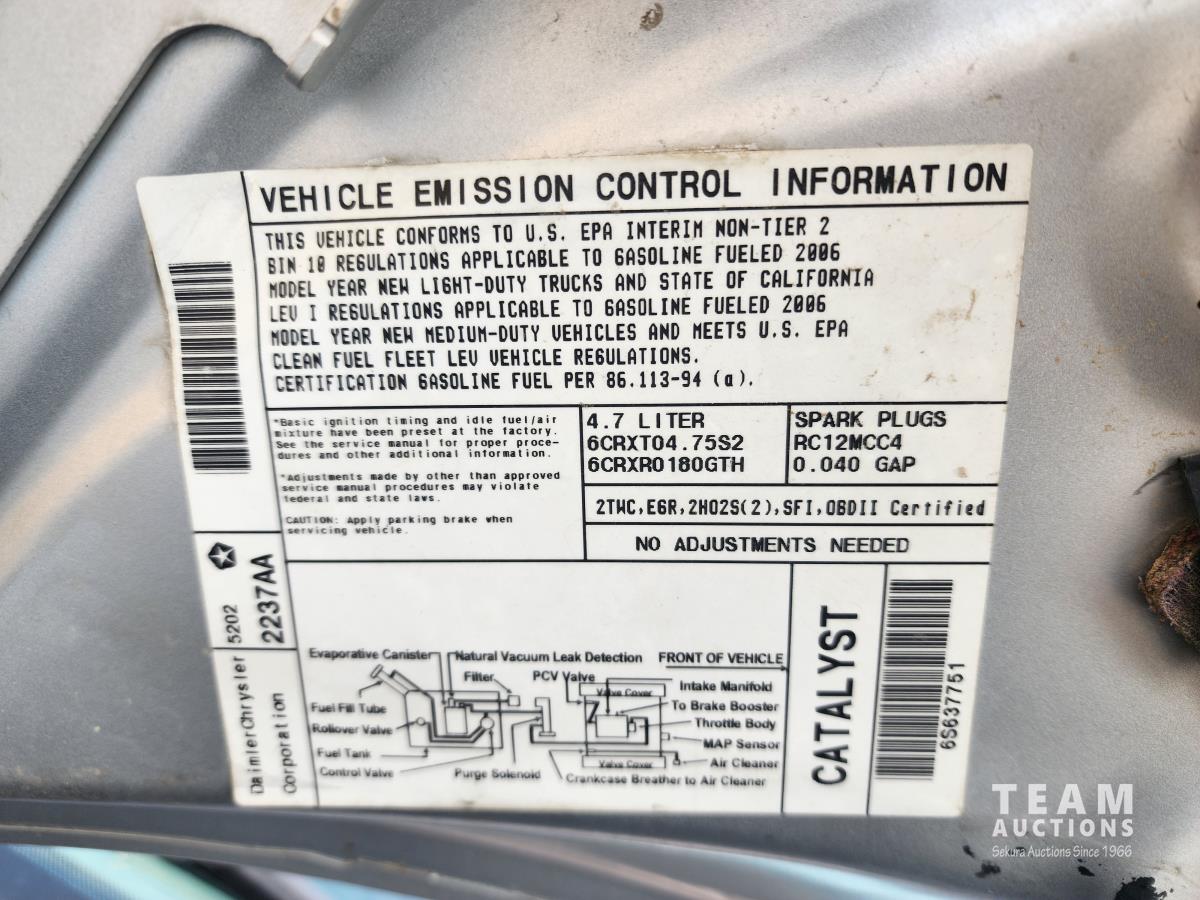 VEHICLE EMISSION CONTROL INFORMATION
THIS VEHICLE CONFORMS TO U.S. EPA INTERIM NON-TIER 2
BIN 10 REGULATIONS APPLICABLE TO GASOLINE FUELED 2006
MODEL YEAR NEW LIGHT-DUTY TRUCKS AND STATE OF CALIFORNIA
LEV I REGULATIONS APPLICABLE TO GASOLINE FUELED 2006
MODEL YEAR NEW MEDIUM-DUTY VEHICLES AND MEETS U.S. EPA
CLEAN FUEL FLEET LEV VEHICLE REGULATIONS.
CERTIFICATION GASOLINE FUEL PER 86.113-94 (a).
*Basic ignition timing and idle fuel/air
mixture have been preset at the factory.
See the service manual for proper proce-
dures and other additional information.
*Adjustments made by other than approved
service manual procedures may violate
federal and state laws.
CAUTION: Apply parking brake when
servicing vehicle.
4.7 LITER
6CRXT04.75S2
6CRXR0180GTH
SPARK PLUGS
RC12MCC4
0.040 GAP
2TWC,EGR,2HO2S(2),SFI,OBDII Certified
NO ADJUSTMENTS NEEDED
5202
2237AA
DaimlerChrysler
Corporation
Evaporative Canister
Natural Vacuum Leak Detection
FRONT OF VEHICLE
Filter
PCV Valve
Valve Cover
Intake Manifold
Fuel Fill Tube
To Brake Booster
Rollover Valve
Throttle Body
Fuel Tank
MAP Sensor
Control Valve
Purge Solenoid
Valve Cover
Air Cleaner
Crankcase Breather to Air Cleaner
CATALYST
6S637751
TEAM
AUCTIONS
Sekura Auctions Since 1966